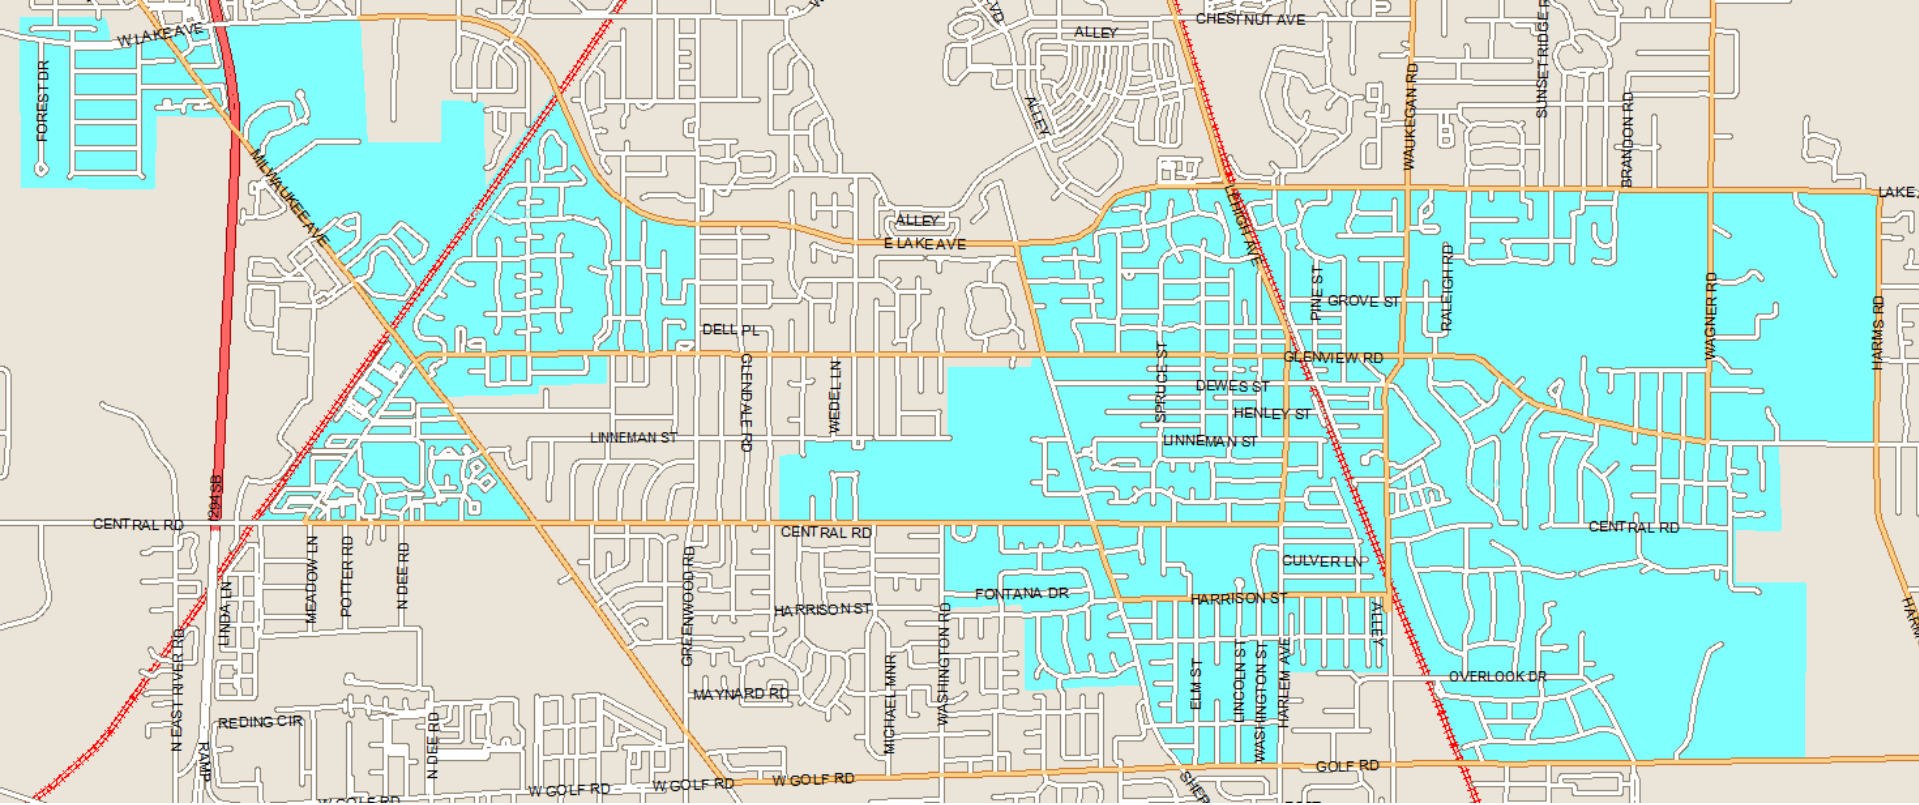 CHESTNUT AVE
W LAKE AVE
ALLEY
FOREST DR
WAUKEGAN RD
SUNSET RIDGE R
BRANDON RD
ALLEY
MILWAUKEE AVE
LAKE
ALLEY
E LAKE AVE
LEHIGH AVE
RALEIGH RD
PINE ST
GROVE ST
WAGNER RD
HARMS RD
DELL PL
GLENVIEW RD
GLENDALE RD
WEDEL LN
SPRUCE ST
DEWES ST
HENLEY ST
LINNEMAN ST
LINNEMAN ST
294 SB
CENTRAL RD
CENTRAL RD
CENTRAL RD
MEADOW LN
POTTER RD
N DEE RD
GREENWOOD RD
CULVER LN
LINDA LN
HARRISON ST
FONTANA DR
HARRISON ST
WASHINGTON RD
ALLEY
HARM
N EAST RIVER RD
MICHAEL MNR
ELM ST
LINCOLN ST
WASHINGTON ST
HARLEM AVE
OVERLOOK DR
MAYNARD RD
REDING CIR
N DEE RD
RAMP
W GOLF RD
W GOLF RD
W GOLF RD
GOLF RD
W GOLF RD
SHER